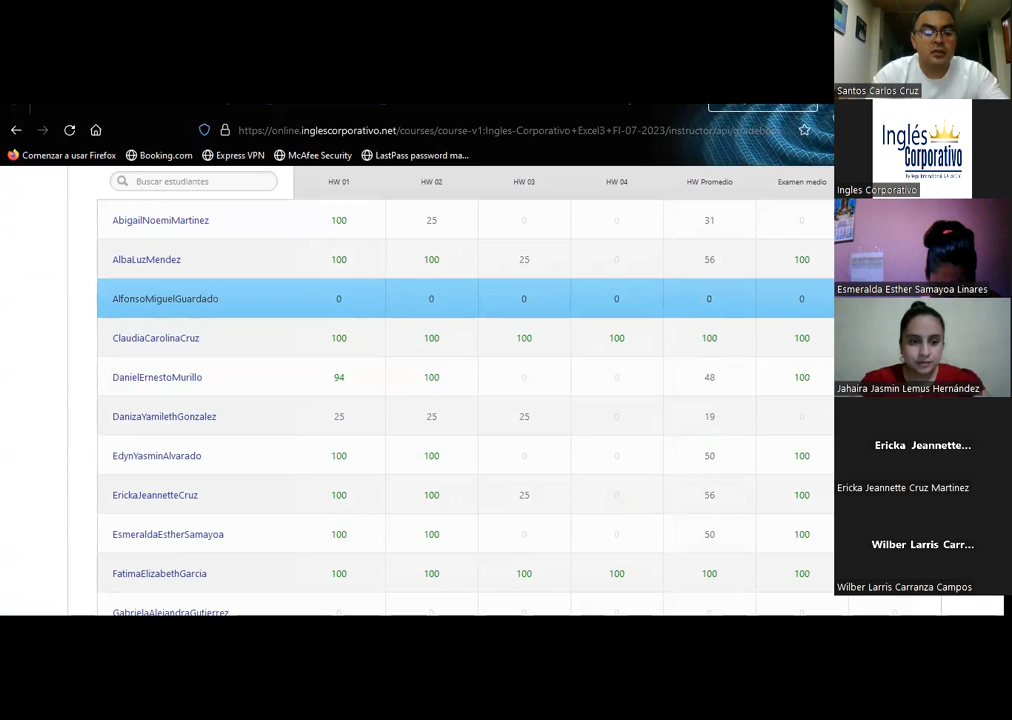 https://online.inglescorporativo.net/courses/course-v1:Ingles-Corporativo+Excel3+FI-07-2023/instructor/api/gradebook
Comenzar a usar Firefox Booking.com Express VPN McAfee Security LastPass password ma...
Buscar estudiantes HW 01 HW 02 HW 03 HW 04 HW Promedio Examen medio
AbigailNoemiMartinez 100 25 0 0 31 0
AlbaLuzMendez 100 100 25 0 56 100
AlfonsoMiguelGuardado 0 0 0 0 0 0
ClaudiaCarolinaCruz 100 100 100 100 100 100
DanielErnestoMurillo 94 100 0 0 48 100
DanizaYamilethGonzalez 25 25 25 0 19 0
EdynYasminAlvarado 100 100 0 0 50 100
ErickaJeannetteCruz 100 100 25 0 56 100
EsmeraldaEstherSamayoa 100 100 0 0 50 100
FatimaElizabethGarcia 100 100 100 100 100 100
GabrielaAlejandraGutierrez 0 0 0 0 0 0 0
Santos Carlos Cruz
Inglés
Corporativo
Ingles Corporativo
Esmeralda Esther Samayoa Linares
Jahaira Jasmin Lemus Hernández
Ericka Jeannette...
Ericka Jeannette Cruz Martinez
Wilber Larris Carr...
Wilber Larris Carranza Campos